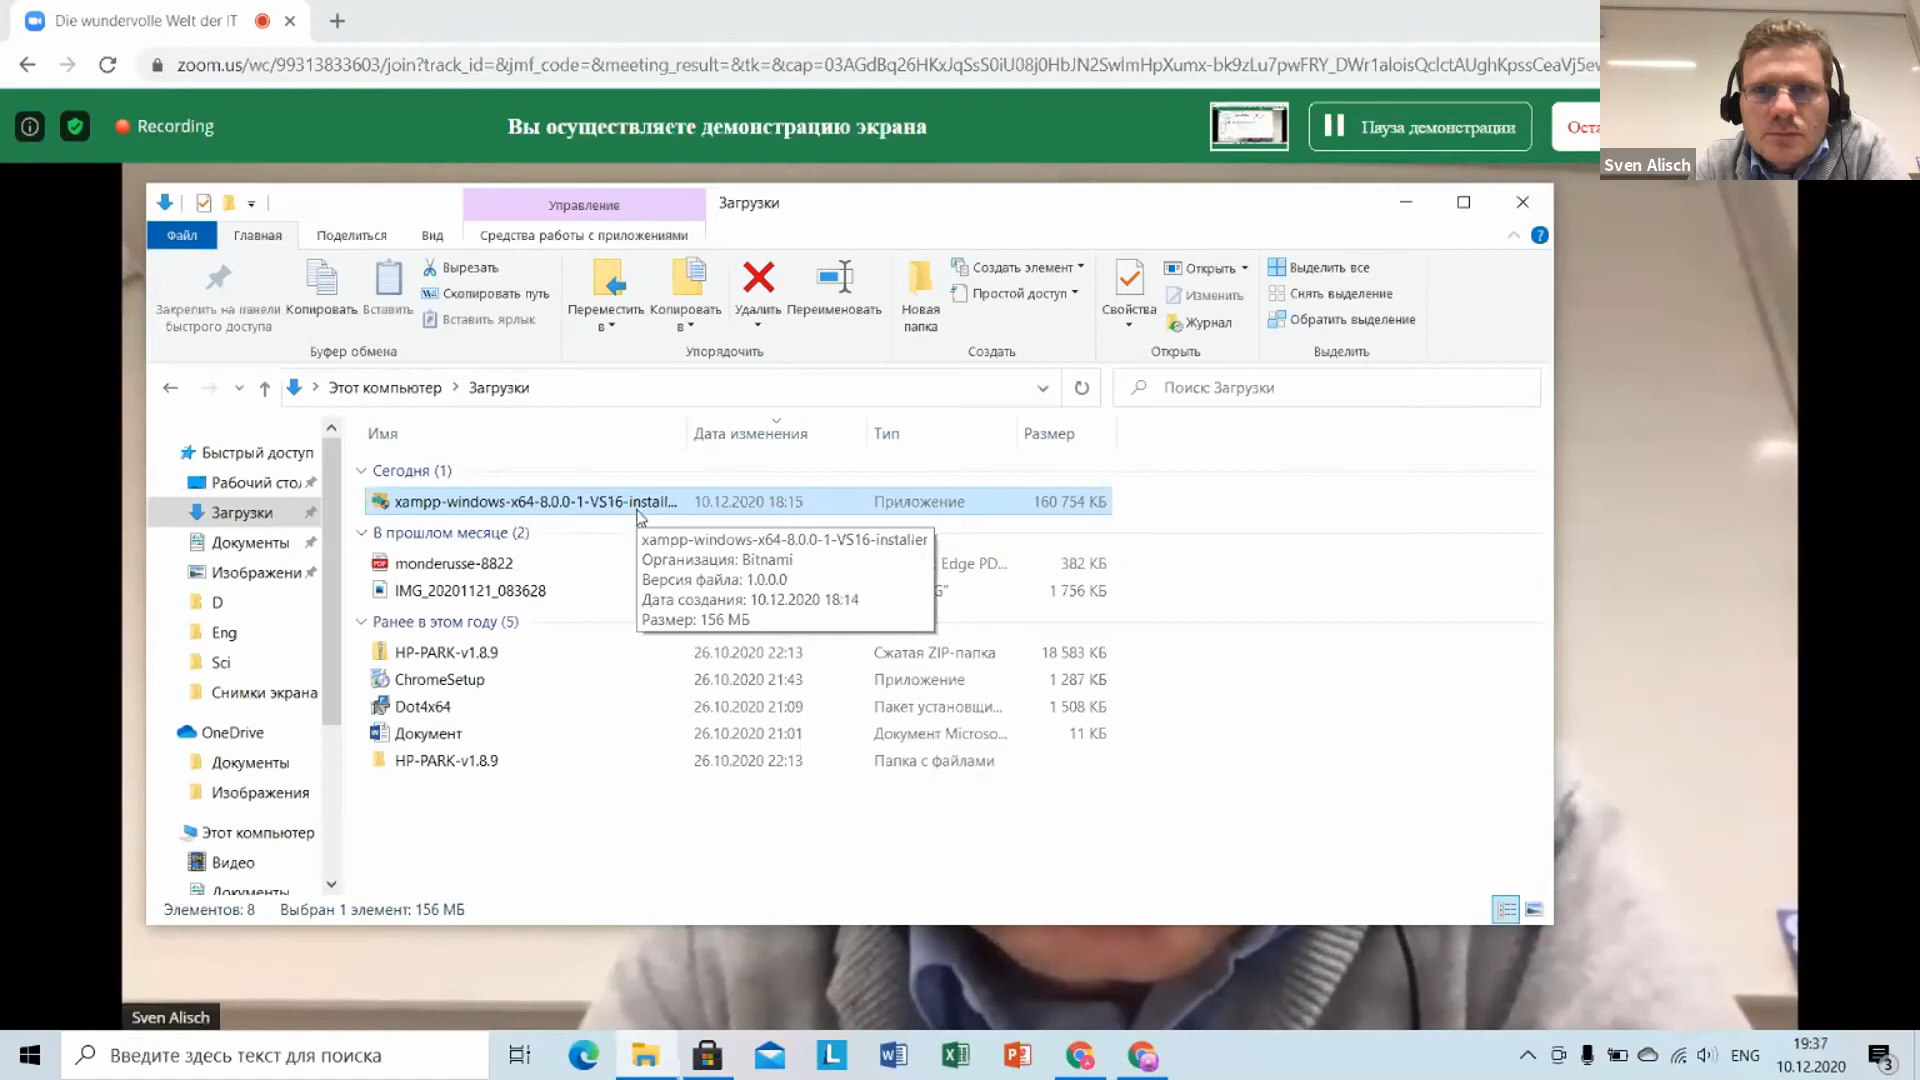 Die wundervolle Welt der IT
zoom.us/wc/99313833603/join?track_id=&jmf_code=&meeting_result=&tk=&cap=
Recording
Вы осуществляете демонстрацию экрана
Пауза демонстрации
Sven Alisch
Управление
Загрузки
Файл
Главная
Поделиться
Вид
Средства работы с приложениями
Закрепить на панели быстрого доступа
Копировать
Вставить
Вырезать
Скопировать путь
Вставить ярлык
Буфер обмена
Переместить в
Копировать в
Удалить
Переименовать
Упорядочить
Новая папка
Создать элемент
Простой доступ
Создать
Свойства
Открыть
Изменить
Журнал
Открыть
Выделить все
Снять выделение
Обратить выделение
Выделить
Этот компьютер > Загрузки
Поиск: Загрузки
Имя Дата изменения Тип Размер
Быстрый доступ
Рабочий сто
Загрузки
Документы
Изображени
D
Eng
Sci
Снимки экрана
OneDrive
Документы
Изображения
Этот компьютер
Видео
Документы
Сегодня (1)
xampp-windows-x64-8.0.0-1-VS16-install... 10.12.2020 18:15 Приложение 160 754 КБ
В прошлом месяце (2)
monderusse-8822 Edge PD... 382 КБ
IMG_20201121_083628 G" 1 756 КБ
xampp-windows-x64-8.0.0-1-VS16-installer
Организация: Bitnami
Версия файла: 1.0.0.0
Дата создания: 10.12.2020 18:14
Размер: 156 МБ
Ранее в этом году (5)
HP-PARK-v1.8.9 26.10.2020 22:13 Сжатая ZIP-папка 18 583 КБ
ChromeSetup 26.10.2020 21:43 Приложение 1 287 КБ
Dot4x64 26.10.2020 21:09 Пакет установщи... 1 508 КБ
Документ 26.10.2020 21:01 Документ Microso... 11 КБ
HP-PARK-v1.8.9 26.10.2020 22:13 Папка с файлами
Элементов: 8 Выбран 1 элемент: 156 МБ
Sven Alisch
Введите здесь текст для поиска
ENG
19:37
10.12.2020
3